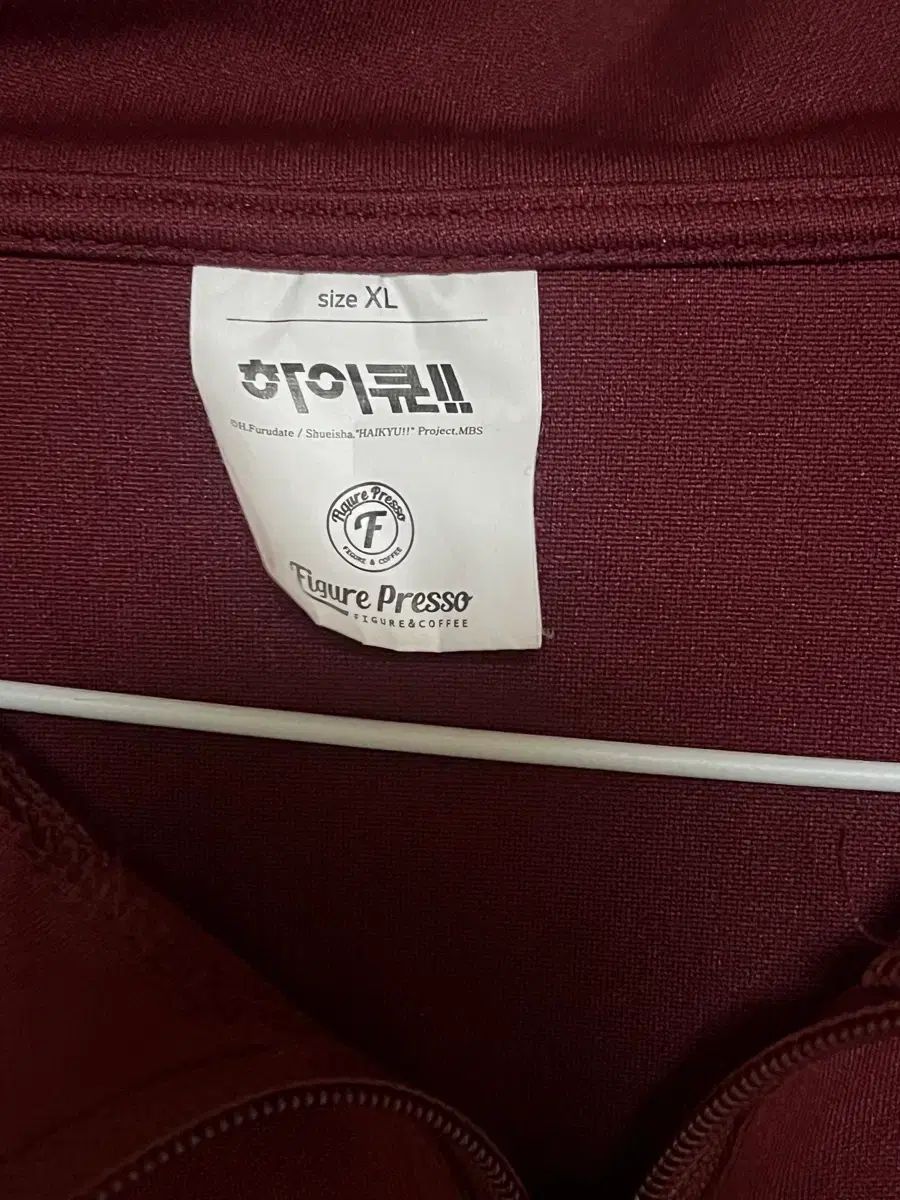 size XL
하이큐!!
©H.Furudate / Shueisha,"HAIKYU!!" Project,MBS
Figure Presso
F
FIGURE & COFFEE
Figure Presso
FIGURE&COFFEE